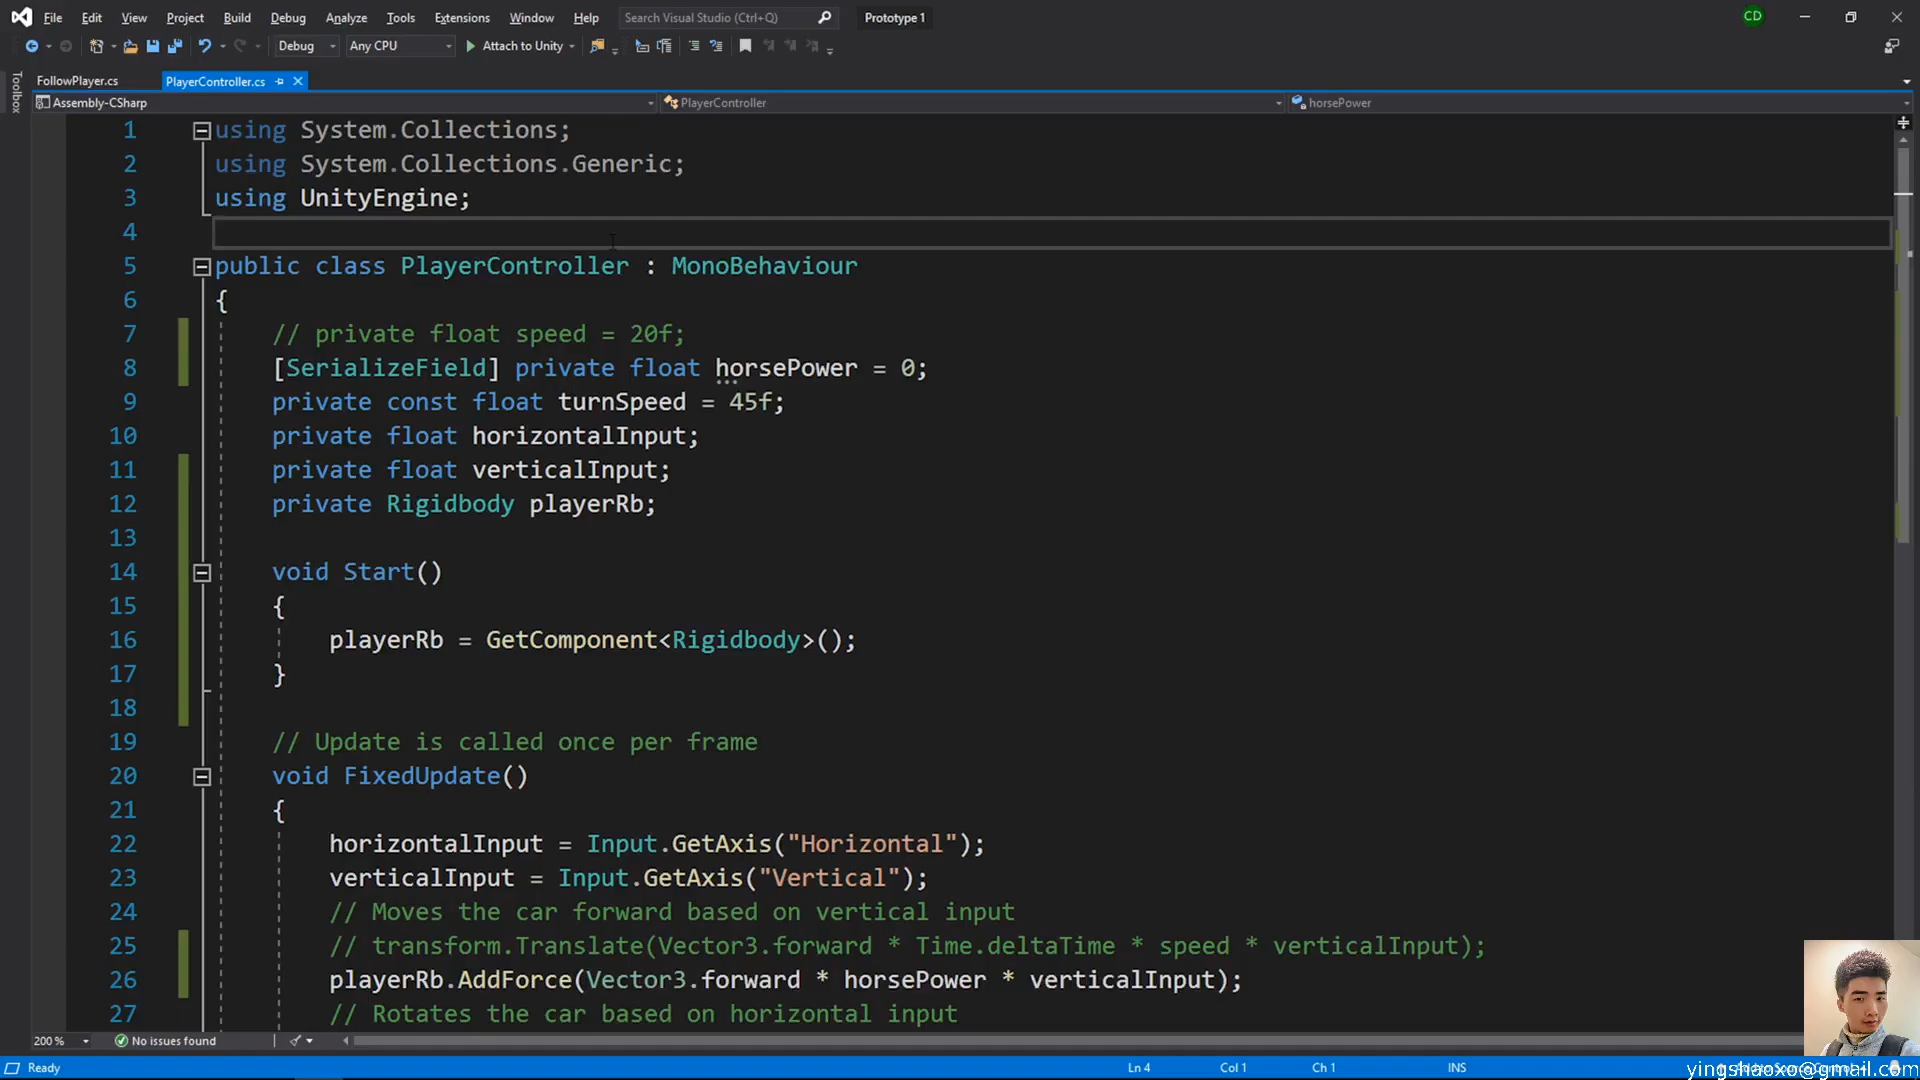 File Edit View Project Build Debug Analyze Tools Extensions Window Help Search Visual Studio (Ctrl+Q) Prototype 1 CD
Debug Any CPU Attach to Unity
Toolbox
FollowPlayer.cs PlayerController.cs
Assembly-CSharp PlayerController horsePower
1 using System.Collections;
2 using System.Collections.Generic;
3 using UnityEngine;
4
5 public class PlayerController : MonoBehaviour
6 {
7 // private float speed = 20f;
8 [SerializeField] private float horsePower = 0;
9 private const float turnSpeed = 45f;
10 private float horizontalInput;
11 private float verticalInput;
12 private Rigidbody playerRb;
13
14 void Start()
15 {
16 playerRb = GetComponent<Rigidbody>();
17 }
18
19 // Update is called once per frame
20 void FixedUpdate()
21 {
22 horizontalInput = Input.GetAxis("Horizontal");
23 verticalInput = Input.GetAxis("Vertical");
24 // Moves the car forward based on vertical input
25 // transform.Translate(Vector3.forward * Time.deltaTime * speed * verticalInput);
26 playerRb.AddForce(Vector3.forward * horsePower * verticalInput);
27 // Rotates the car based on horizontal input
200 % No issues found
Ready Ln 4 Col 1 Ch 1 INS
yingshaoxo@gmail.com